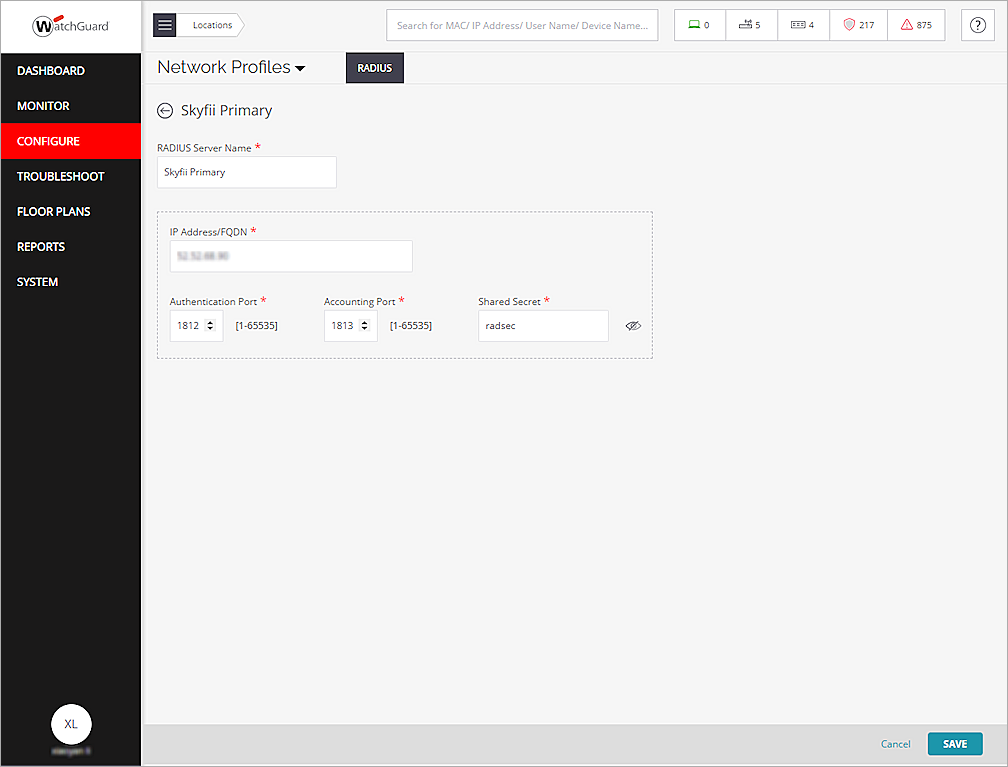 WatchGuard
Locations
Search for MAC/ IP Address/ User Name/ Device Name...
0
5
4
217
875
?
DASHBOARD
MONITOR
CONFIGURE
TROUBLESHOOT
FLOOR PLANS
REPORTS
SYSTEM
Network Profiles
RADIUS
Skyfii Primary
RADIUS Server Name *
Skyfii Primary
IP Address/FQDN *
Authentication Port *
Accounting Port *
Shared Secret *
1812
[1-65535]
1813
[1-65535]
radsec
XL
Cancel
SAVE